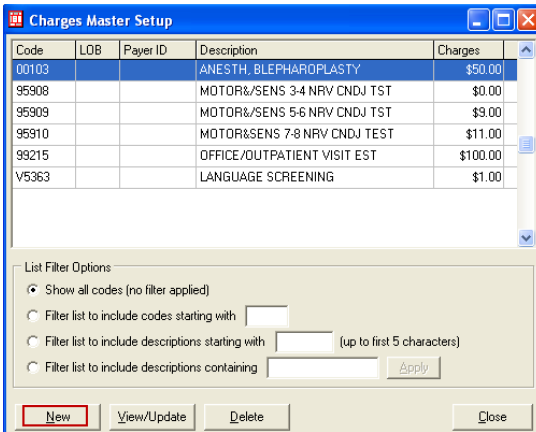 Charges Master Setup
Code LOB Payer ID Description Charges
00103 ANESTH, BLEPHAROPLASTY $50.00
95908 MOTOR&/SENS 3-4 NRV CNDJ TST $0.00
95909 MOTOR&/SENS 5-6 NRV CNDJ TST $9.00
95910 MOTOR&SENS 7-8 NRV CNDJ TEST $11.00
99215 OFFICE/OUTPATIENT VISIT EST $100.00
V5363 LANGUAGE SCREENING $1.00
List Filter Options
Show all codes (no filter applied)
Filter list to include codes starting with
Filter list to include descriptions starting with (up to first 5 characters)
Filter list to include descriptions containing Apply
New View/Update Delete Close